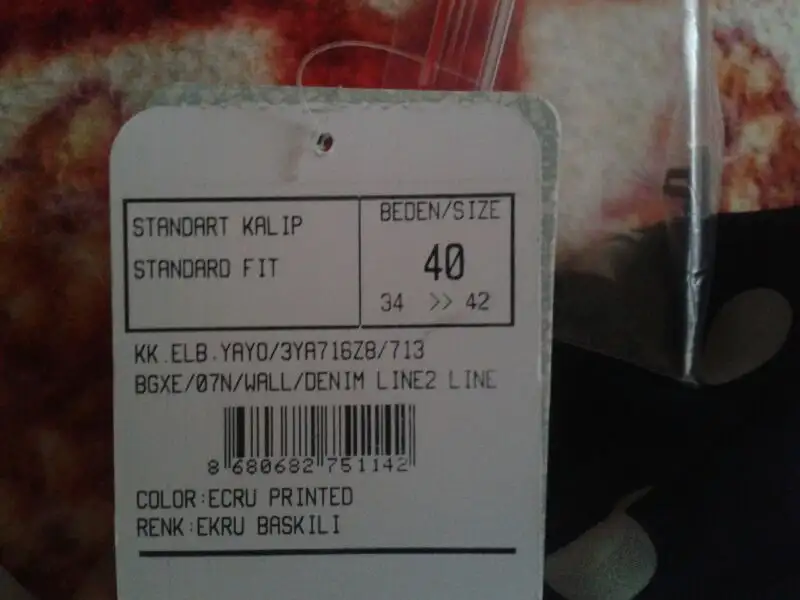 STANDART KALIP
STANDARD FIT
BEDEN/SIZE
40
34 >> 42
KK.ELB.YAYO/3YA716Z8/713
BGXE/07N/WALL/DENIM LINE2 LINE
8 680682 751142
COLOR:ECRU PRINTED
RENK:EKRU BASKILI